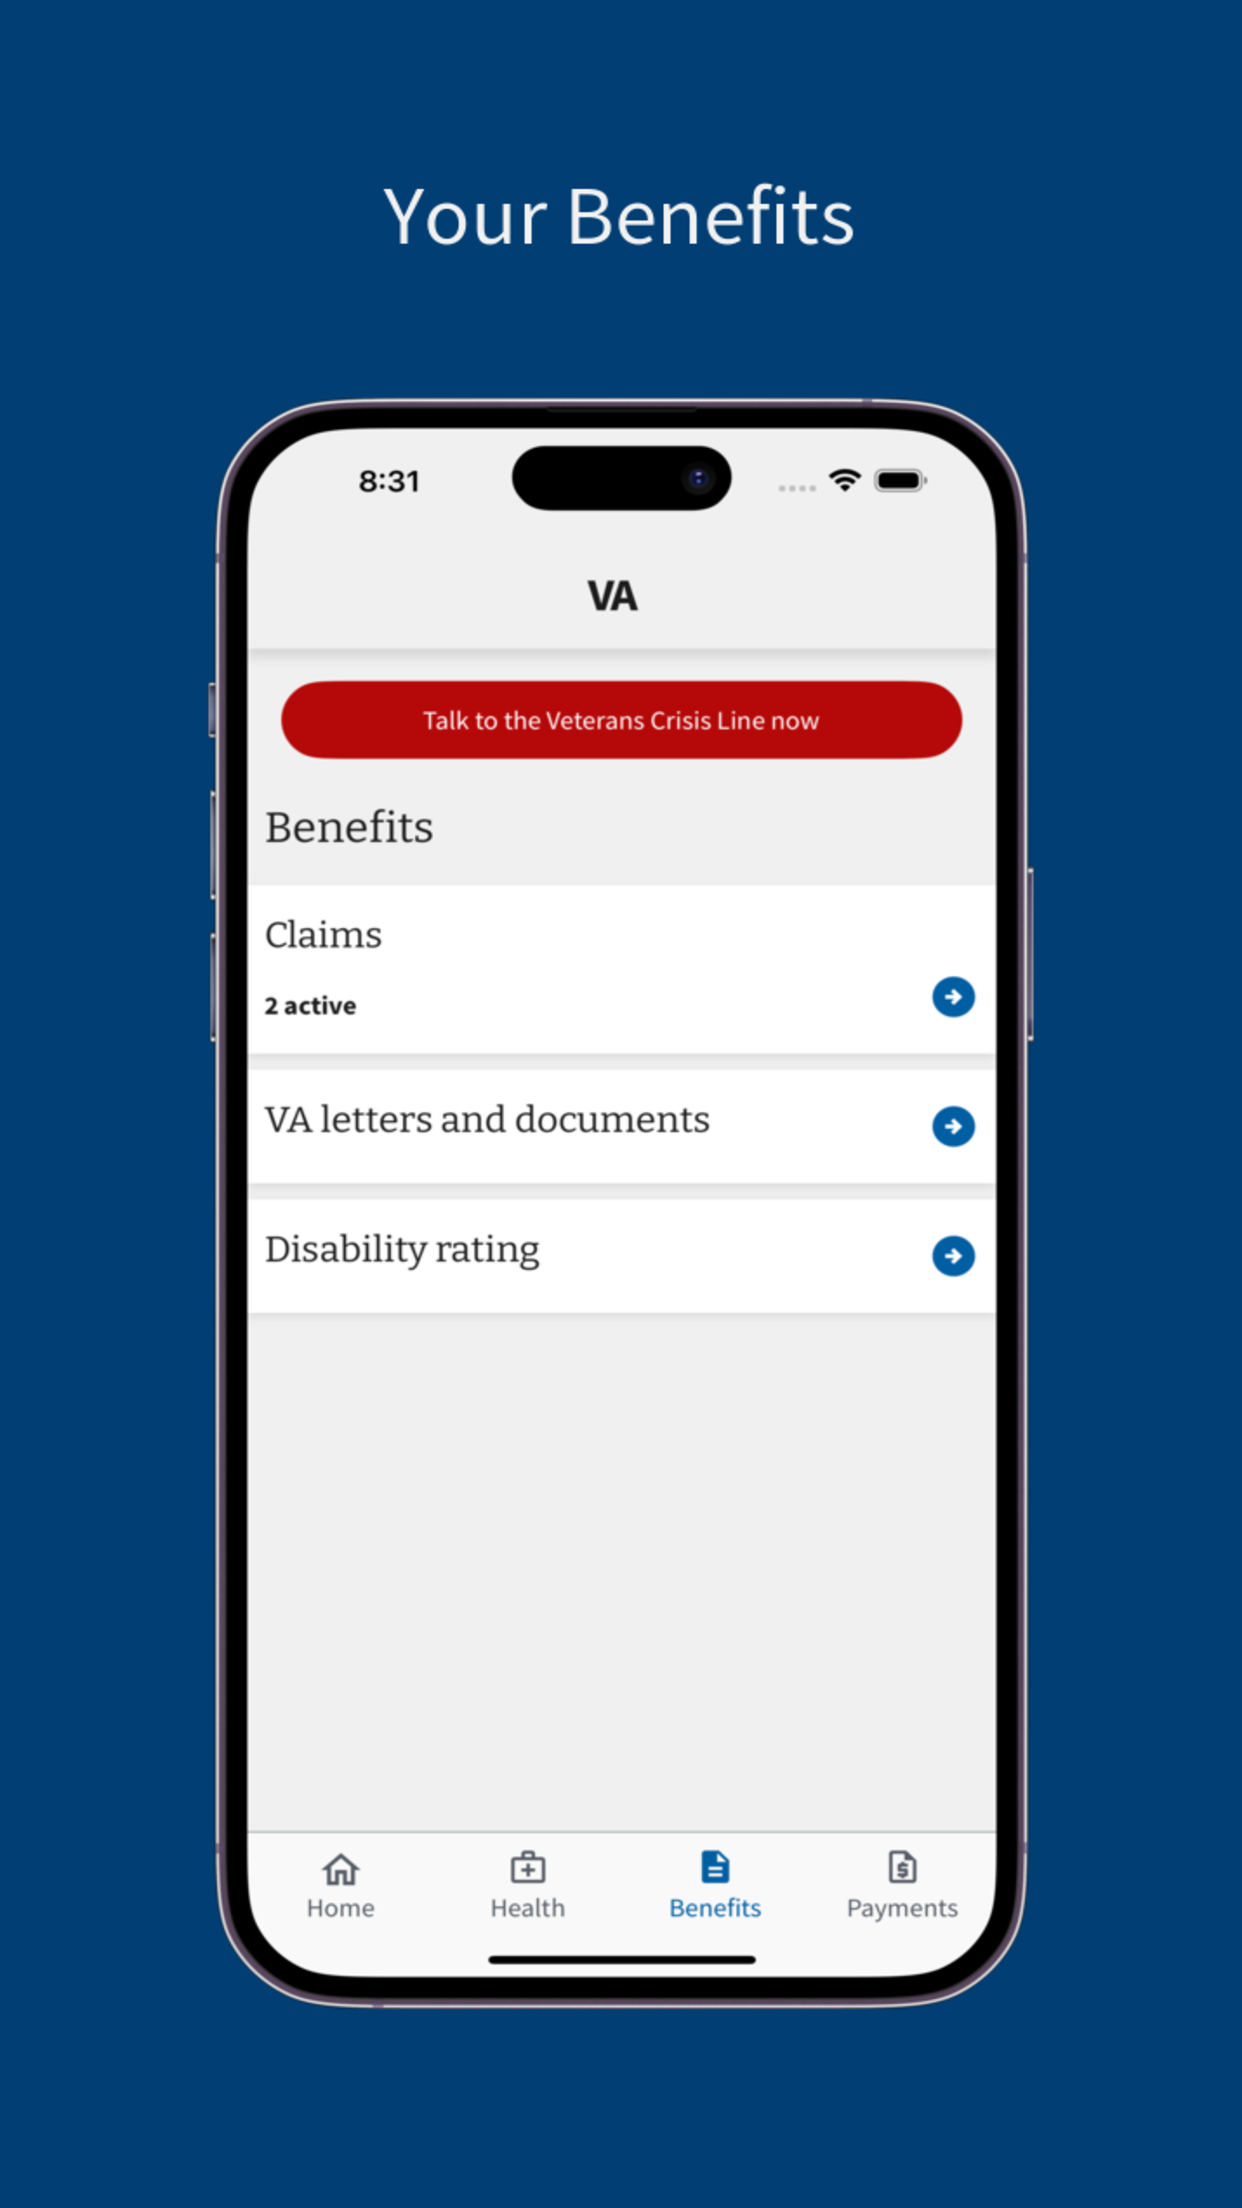 Your Benefits
8:31
VA
Talk to the Veterans Crisis Line now
Benefits
Claims
2 active
VA letters and documents
Disability rating
Home Health Benefits Payments